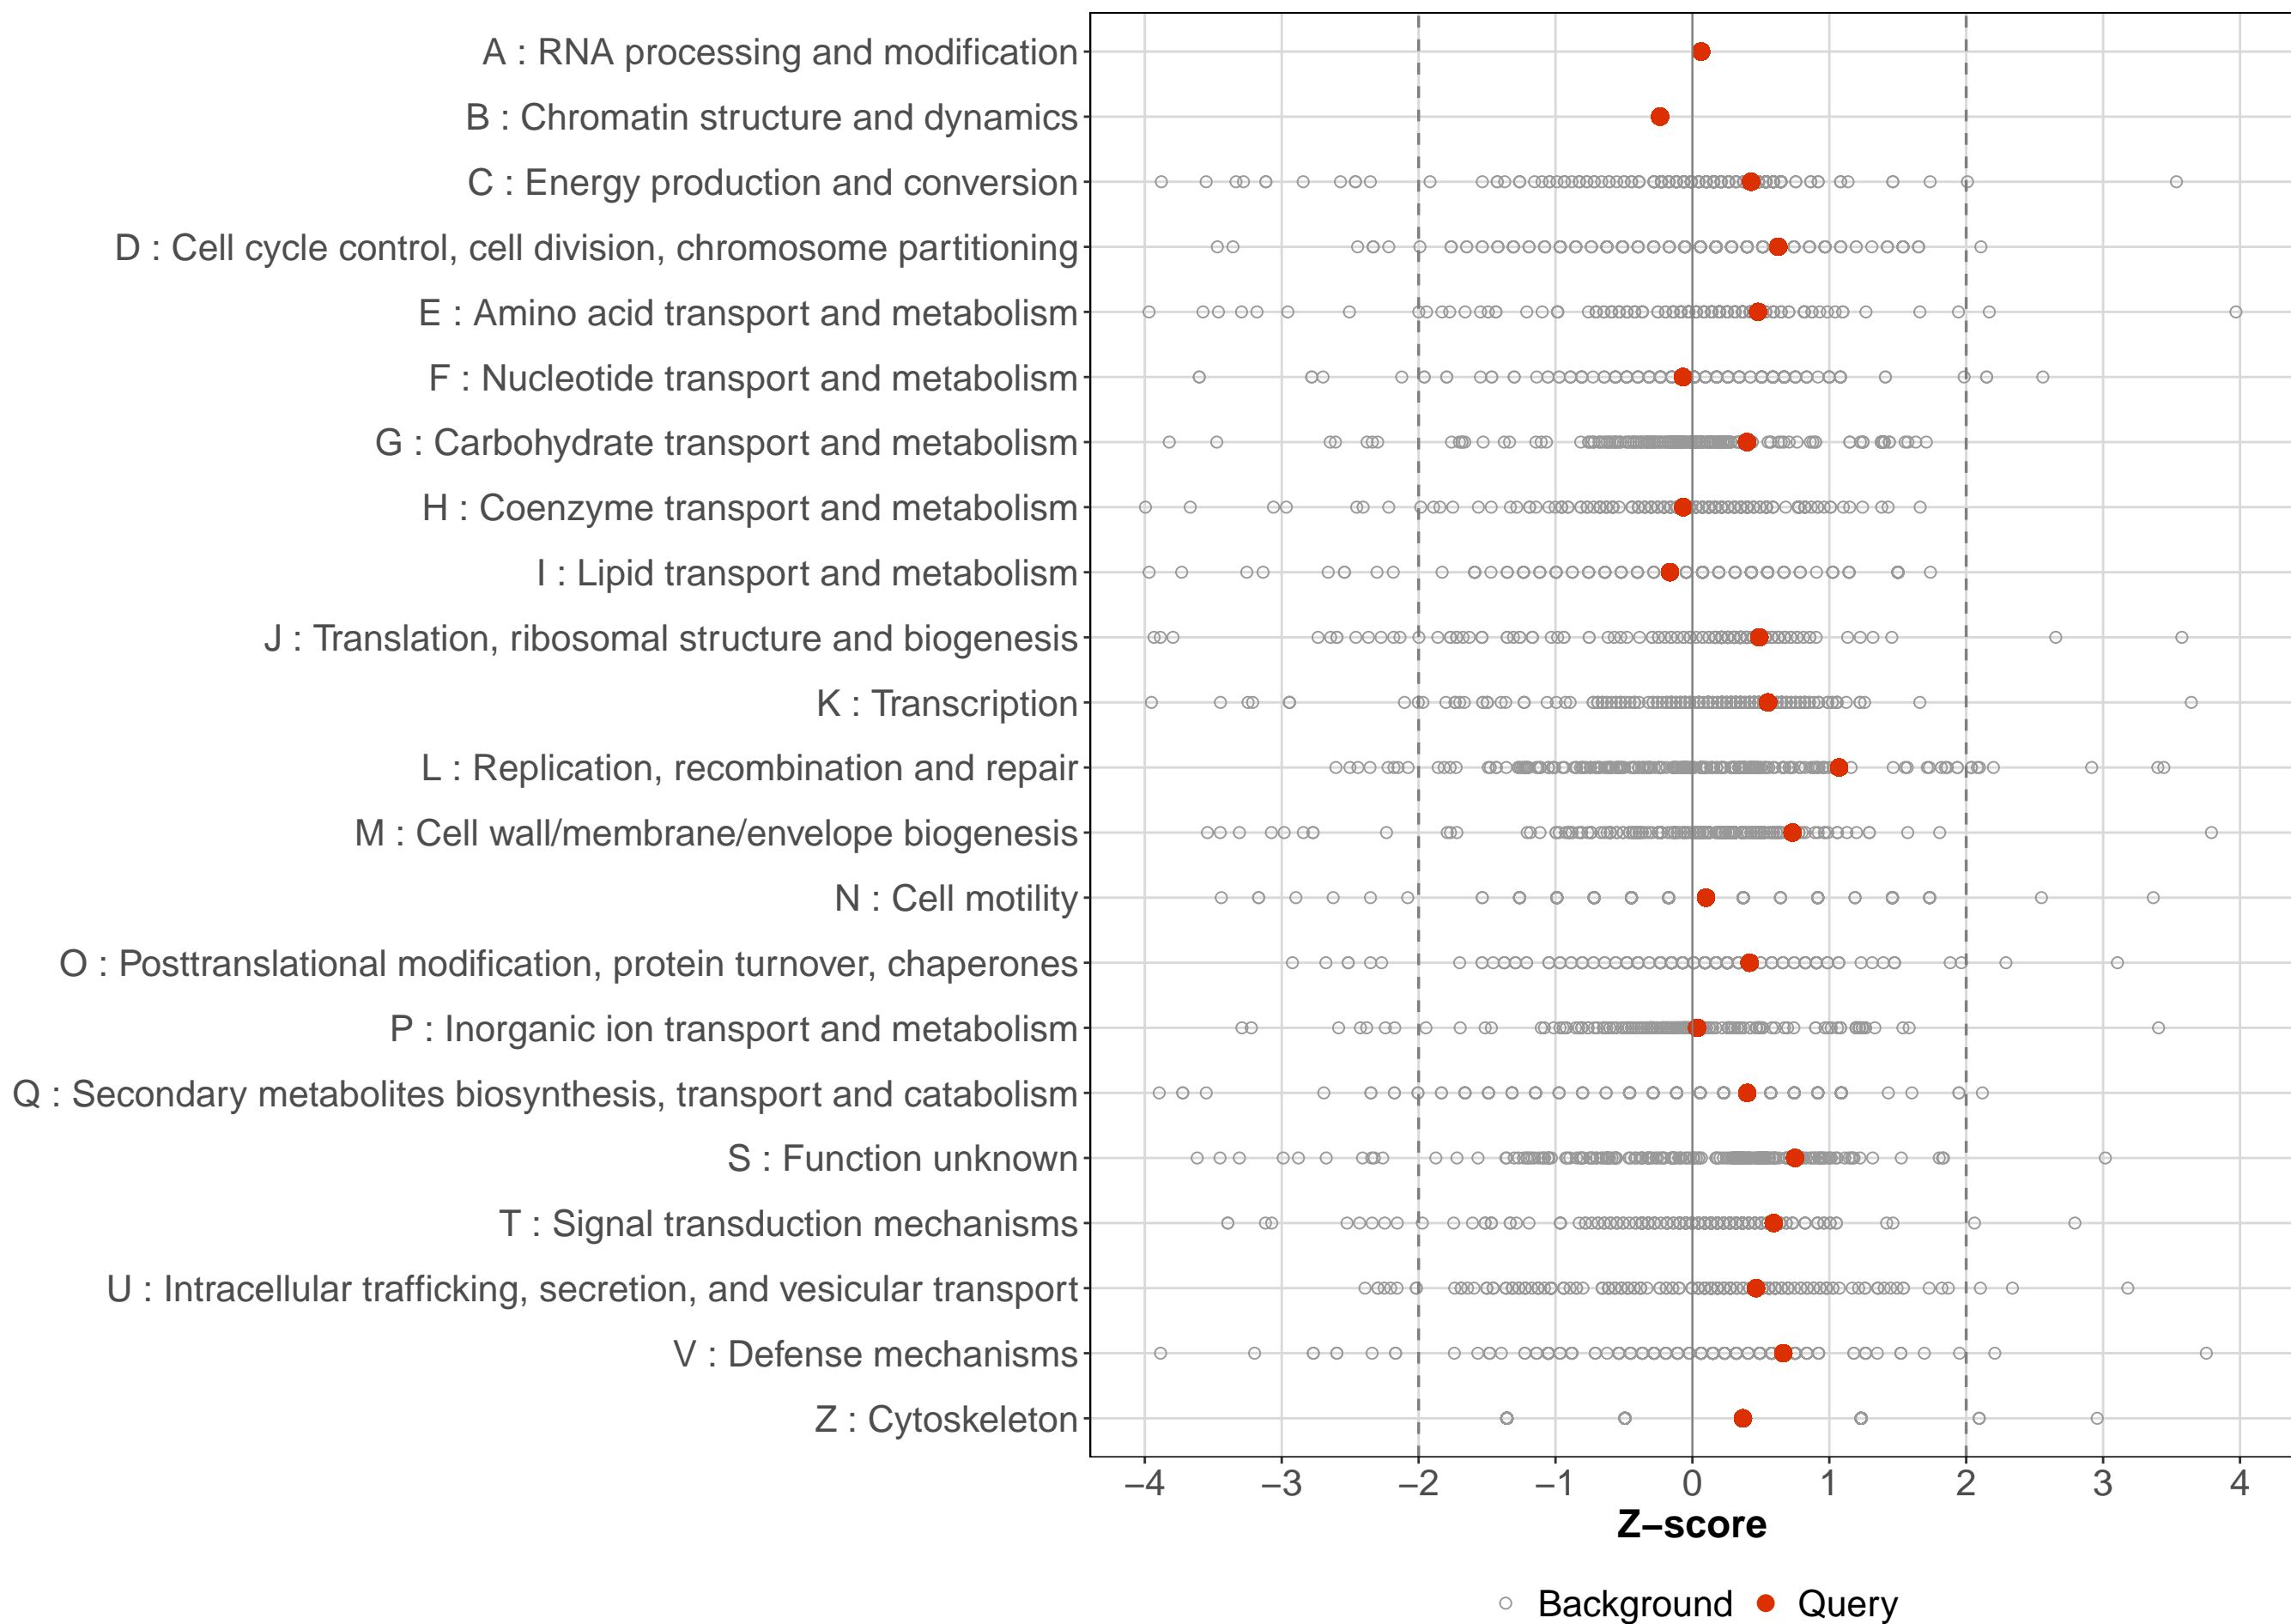 A : RNA processing and modification
B : Chromatin structure and dynamics
C : Energy production and conversion
D : Cell cycle control, cell division, chromosome partitioning
E : Amino acid transport and metabolism
F : Nucleotide transport and metabolism
G : Carbohydrate transport and metabolism
H : Coenzyme transport and metabolism
I : Lipid transport and metabolism
J : Translation, ribosomal structure and biogenesis
K : Transcription
L : Replication, recombination and repair
M : Cell wall/membrane/envelope biogenesis
N : Cell motility
O : Posttranslational modification, protein turnover, chaperones
P : Inorganic ion transport and metabolism
Q : Secondary metabolites biosynthesis, transport and catabolism
S : Function unknown
T : Signal transduction mechanisms
U : Intracellular trafficking, secretion, and vesicular transport
V : Defense mechanisms
Z : Cytoskeleton
−4 −3 −2 −1 0 1 2 3 4
Z−score
Background Query